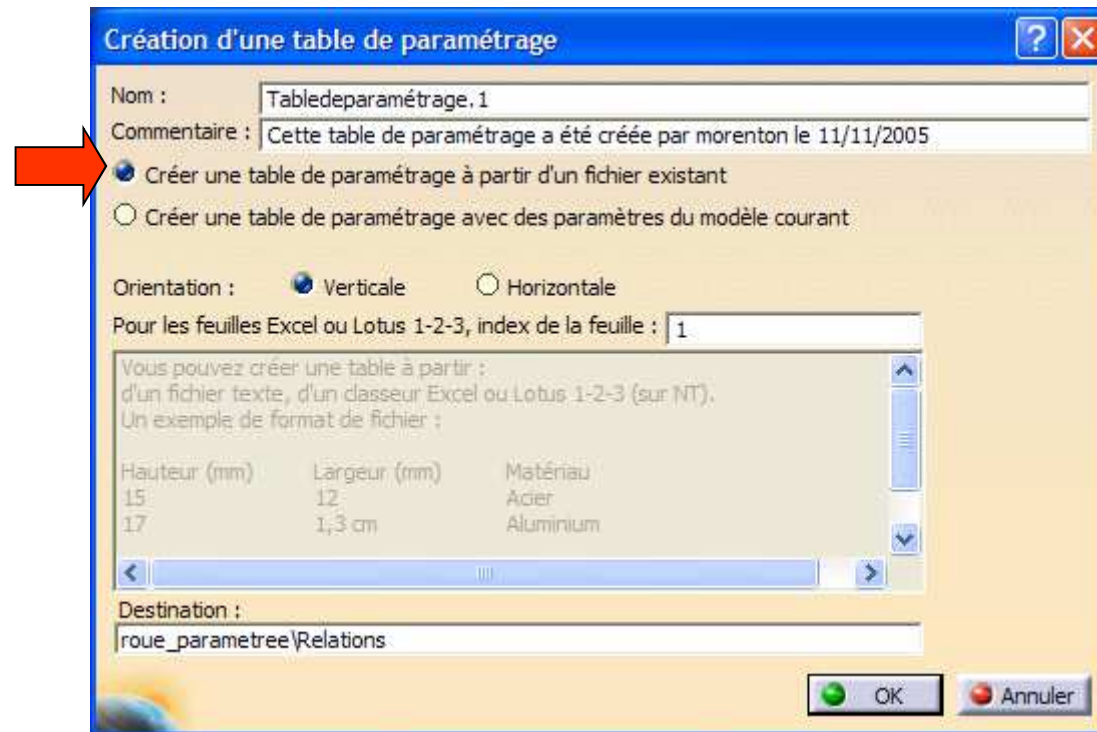 Création d'une table de paramétrage
Nom : Tabledeparamétrage.1
Commentaire : Cette table de paramétrage a été créée par morenton le 11/11/2005
Créer une table de paramétrage à partir d'un fichier existant
Créer une table de paramétrage avec des paramètres du modèle courant
Orientation : Verticale Horizontale
Pour les feuilles Excel ou Lotus 1-2-3, index de la feuille : 1
Vous pouvez créer une table à partir :
d'un fichier texte, d'un classeur Excel ou Lotus 1-2-3 (sur NT).
Un exemple de format de fichier :
Hauteur (mm) Largeur (mm) Matériau
15 12 Acier
17 1,3 cm Aluminium
Destination :
roue_parametree\Relations
OK Annuler